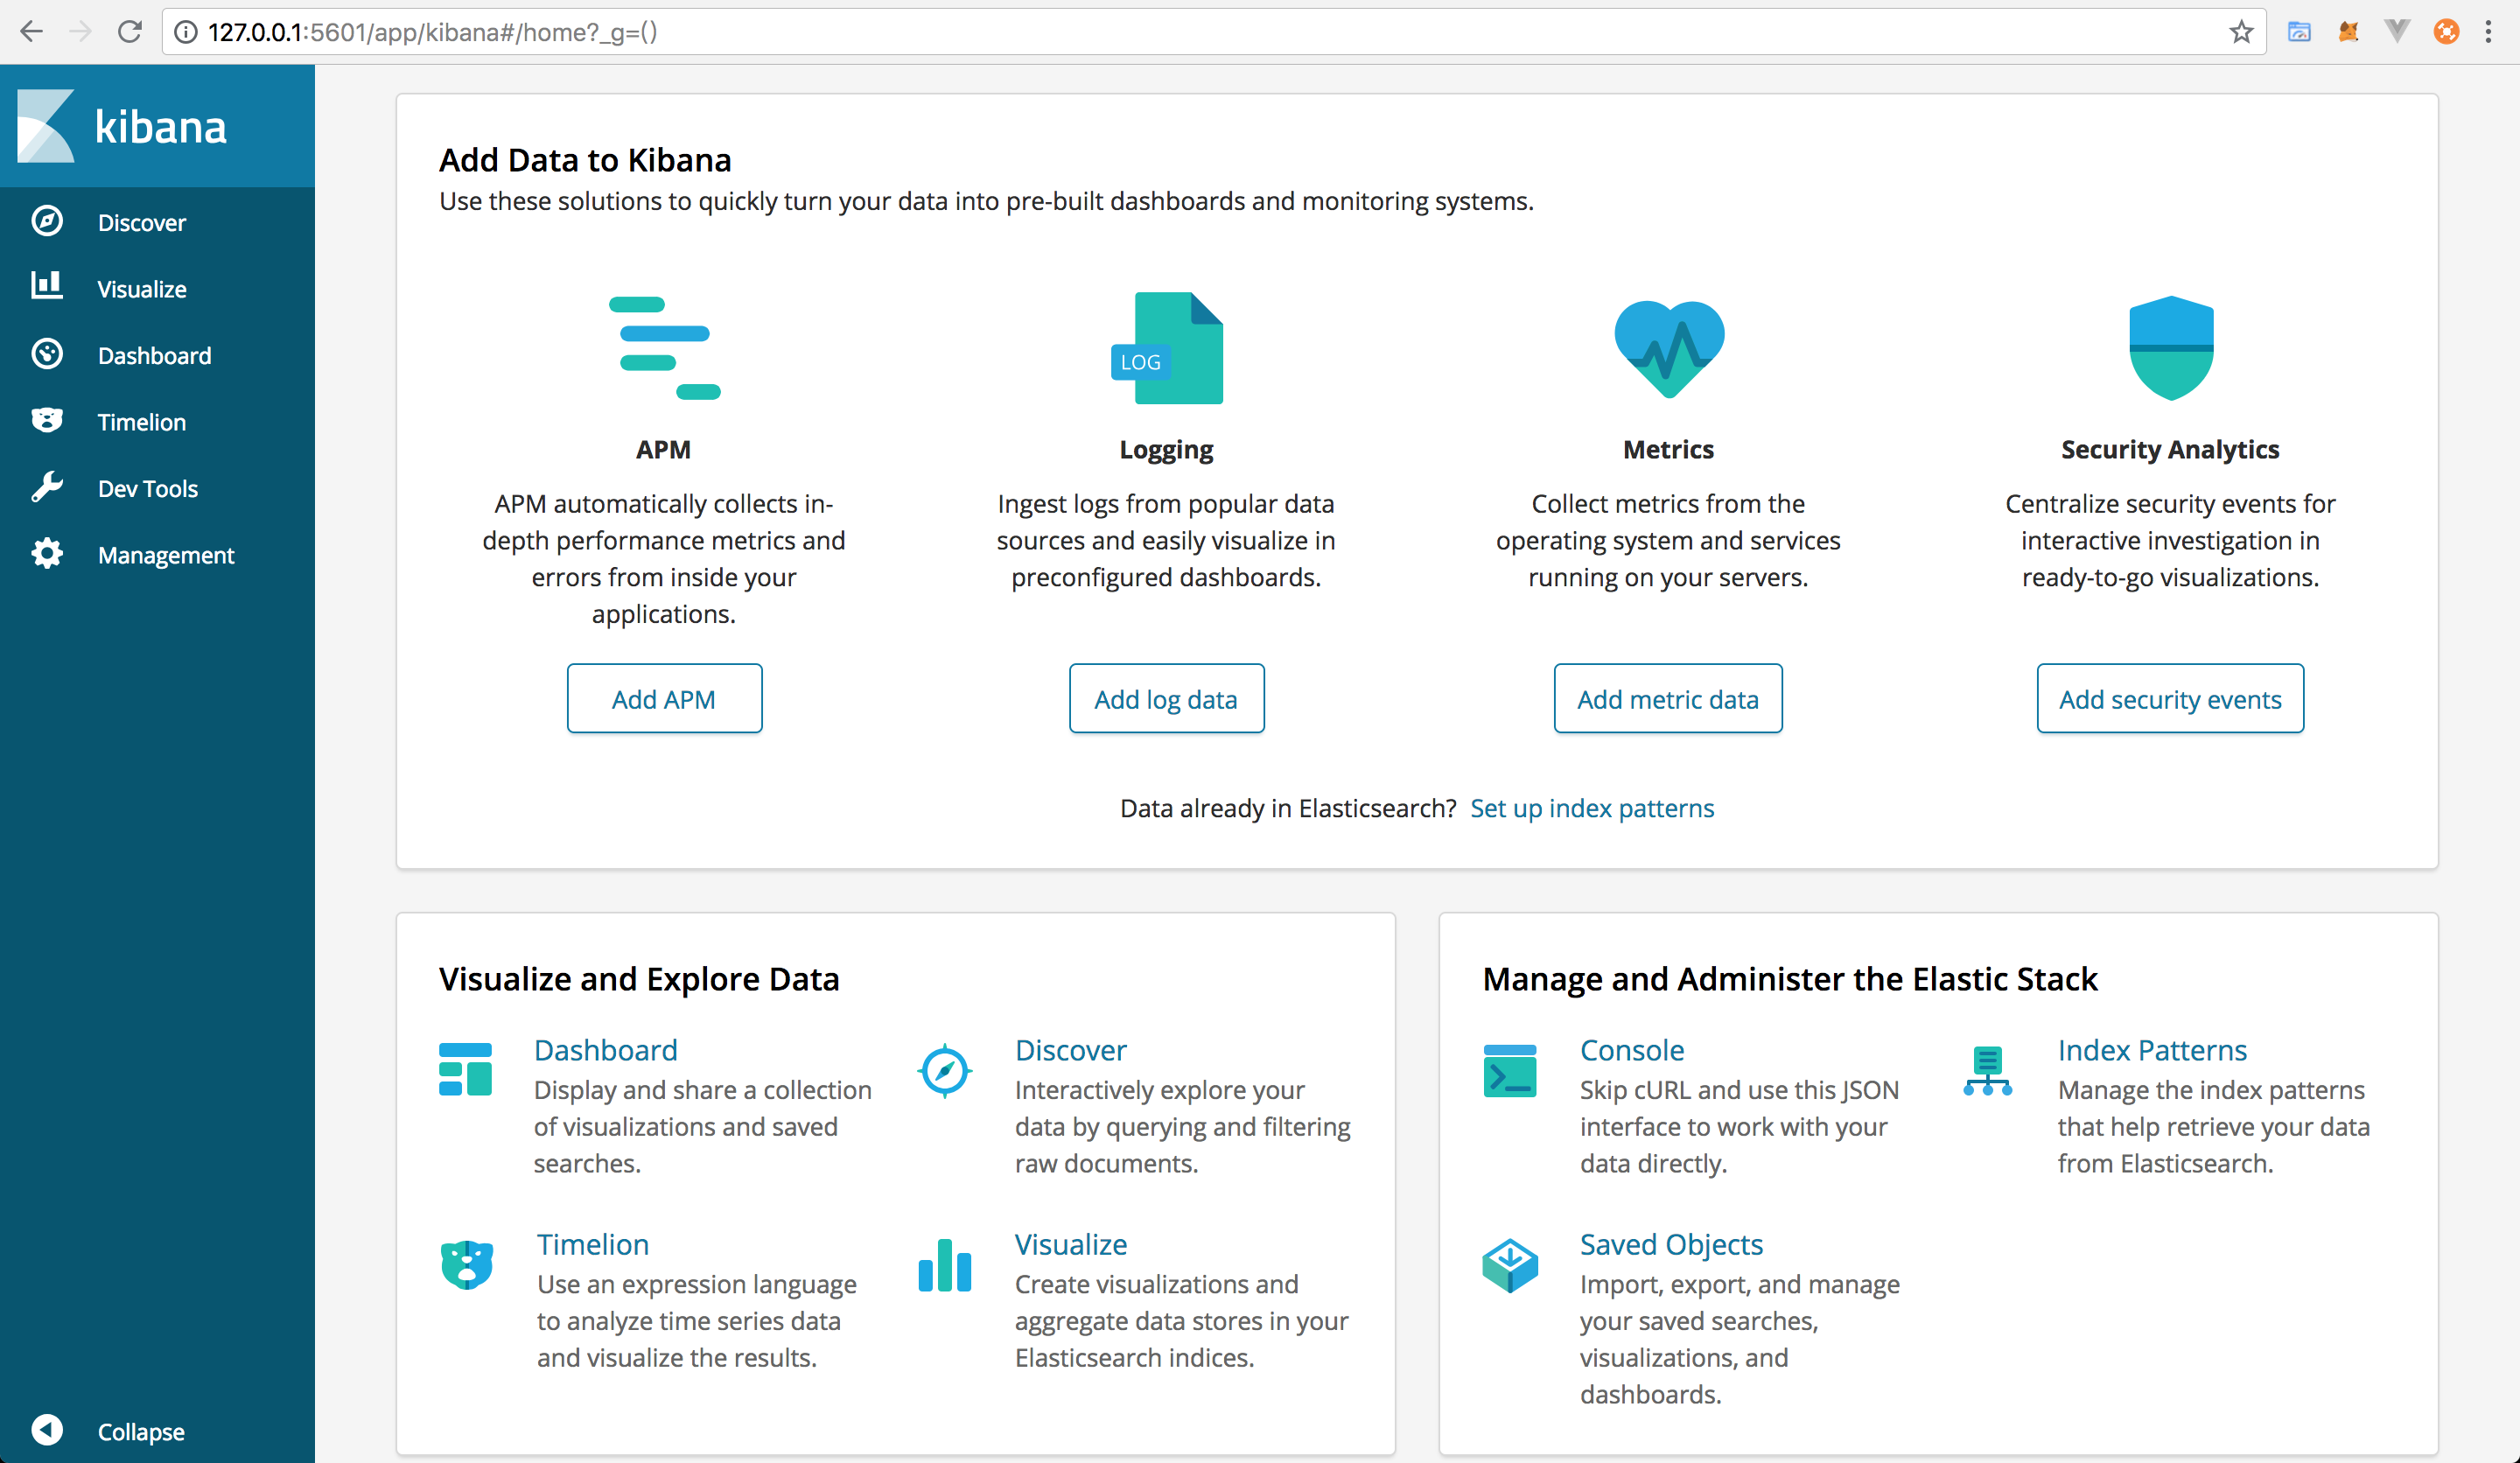 127.0.0.1:5601/app/kibana#/home?_g=()
kibana
Discover
Visualize
Dashboard
Timelion
Dev Tools
Management
Collapse
Add Data to Kibana
Use these solutions to quickly turn your data into pre-built dashboards and monitoring systems.
LOG
APM
APM automatically collects in-
depth performance metrics and
errors from inside your
applications.
Add APM
Logging
Ingest logs from popular data
sources and easily visualize in
preconfigured dashboards.
Add log data
Metrics
Collect metrics from the
operating system and services
running on your servers.
Add metric data
Security Analytics
Centralize security events for
interactive investigation in
ready-to-go visualizations.
Add security events
Data already in Elasticsearch? Set up index patterns
Visualize and Explore Data
Dashboard
Display and share a collection
of visualizations and saved
searches.
Discover
Interactively explore your
data by querying and filtering
raw documents.
Timelion
Use an expression language
to analyze time series data
and visualize the results.
Visualize
Create visualizations and
aggregate data stores in your
Elasticsearch indices.
Manage and Administer the Elastic Stack
Console
Skip cURL and use this JSON
interface to work with your
data directly.
Index Patterns
Manage the index patterns
that help retrieve your data
from Elasticsearch.
Saved Objects
Import, export, and manage
your saved searches,
visualizations, and
dashboards.